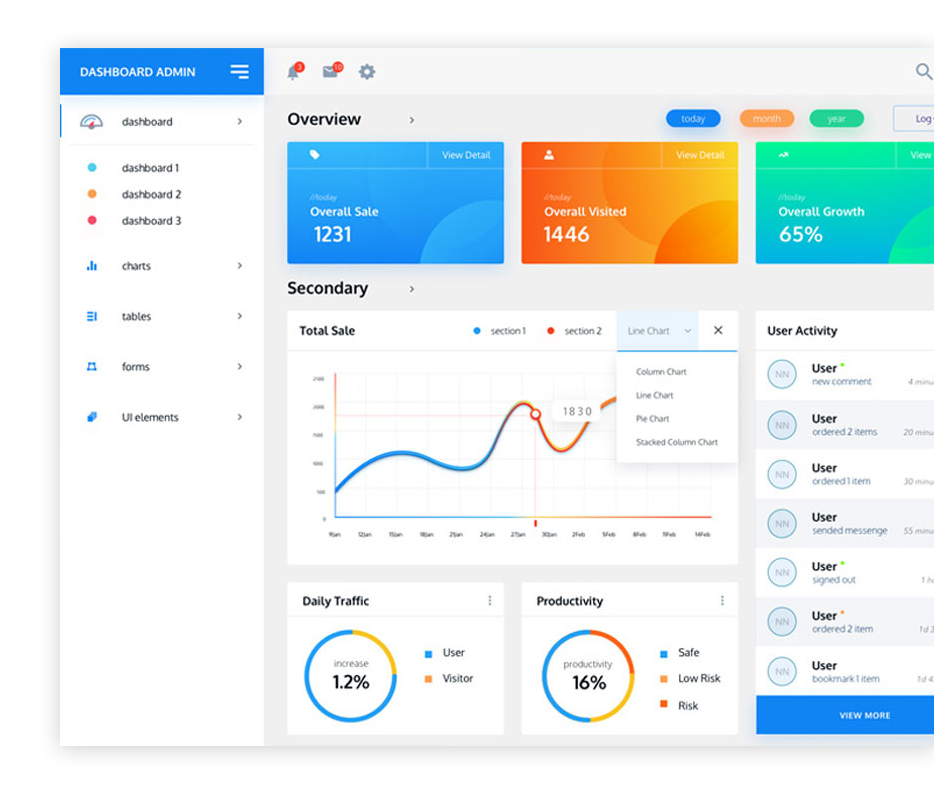 DASHBOARD ADMIN
3
10
dashboard
dashboard 1
dashboard 2
dashboard 3
charts
tables
forms
UI elements
Overview
today
month
year
Log
View Detail
//today
Overall Sale
1231
View Detail
//today
Overall Visited
1446
View
//today
Overall Growth
65%
Secondary
Total Sale
section 1
section 2
Line Chart
Column Chart
Line Chart
Pie Chart
Stacked Column Chart
1830
2500
2000
1500
1000
500
0
9Jan 12Jan 15Jan 18Jan 21Jan 24Jan 27Jan 30Jan 2Feb 5Feb 8Feb 11Feb 14Feb
User Activity
NN
User
new comment
4 minu
NN
User
ordered 2 items
20 minu
NN
User
ordered 1 item
30 minu
NN
User
sended messenge
55 minu
NN
User
signed out
1 h
NN
User
ordered 2 item
1d 3
NN
User
bookmark 1 item
1d 4
VIEW MORE
Daily Traffic
increase
1.2%
User
Visitor
Productivity
productivity
16%
Safe
Low Risk
Risk